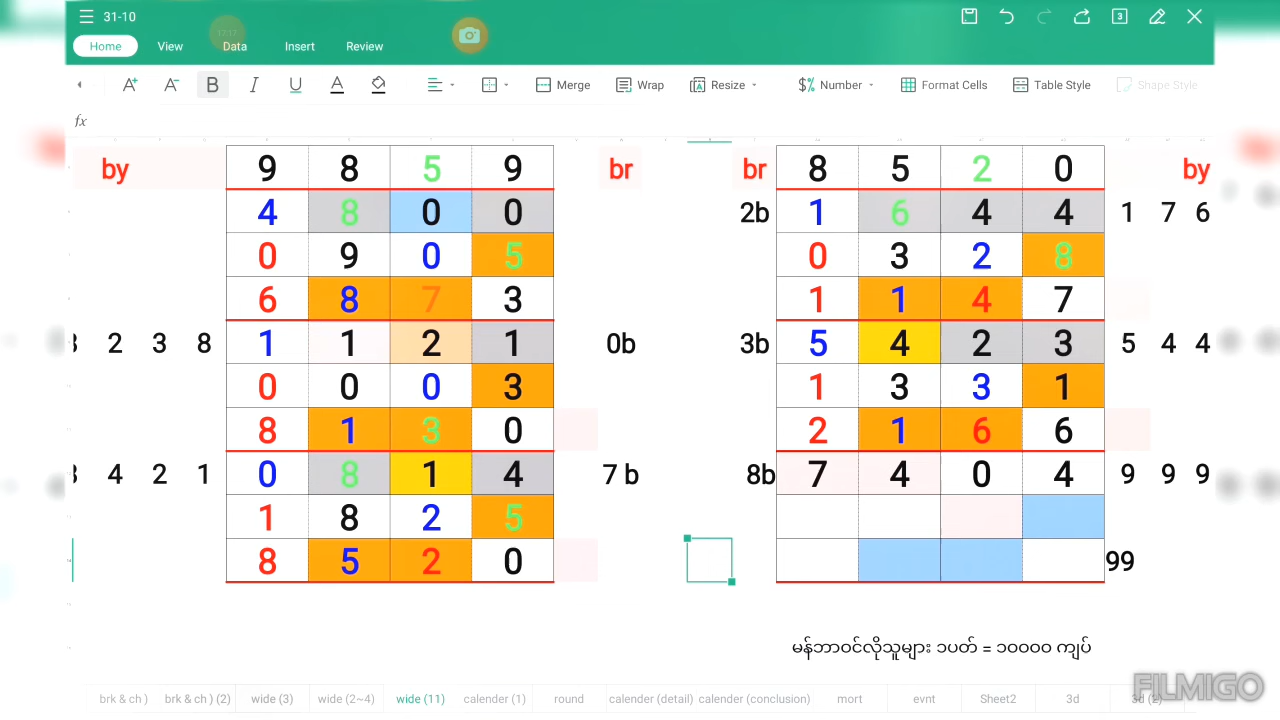 31-10
3
Home View Data Insert Review
B I U A Merge Wrap Resize Number Format Cells Table Style Shape Style
fx
by 9 8 5 9 br br 8 5 2 0 by
4 8 0 0 2b 1 6 4 4 1 7 6
0 9 0 5 0 3 2 8
6 8 7 3 1 1 4 7
2 3 8 1 1 2 1 0b 3b 5 4 2 3 5 4 4
0 0 0 3 1 3 3 1
8 1 3 0 2 1 6 6
4 2 1 0 8 1 4 7 b 8b 7 4 0 4 9 9 9
1 8 2 5
8 5 2 0 99
မန်ဘာဝင်လိုသူများ ၁ပတ် = ၁၀၀၀၀ ကျပ်
brk & ch ) brk & ch ) (2) wide (3) wide (2~4) wide (11) calender (1) round calender (detail) calender (conclusion) mort evnt Sheet2 3d 3d (2)
FILMIGO